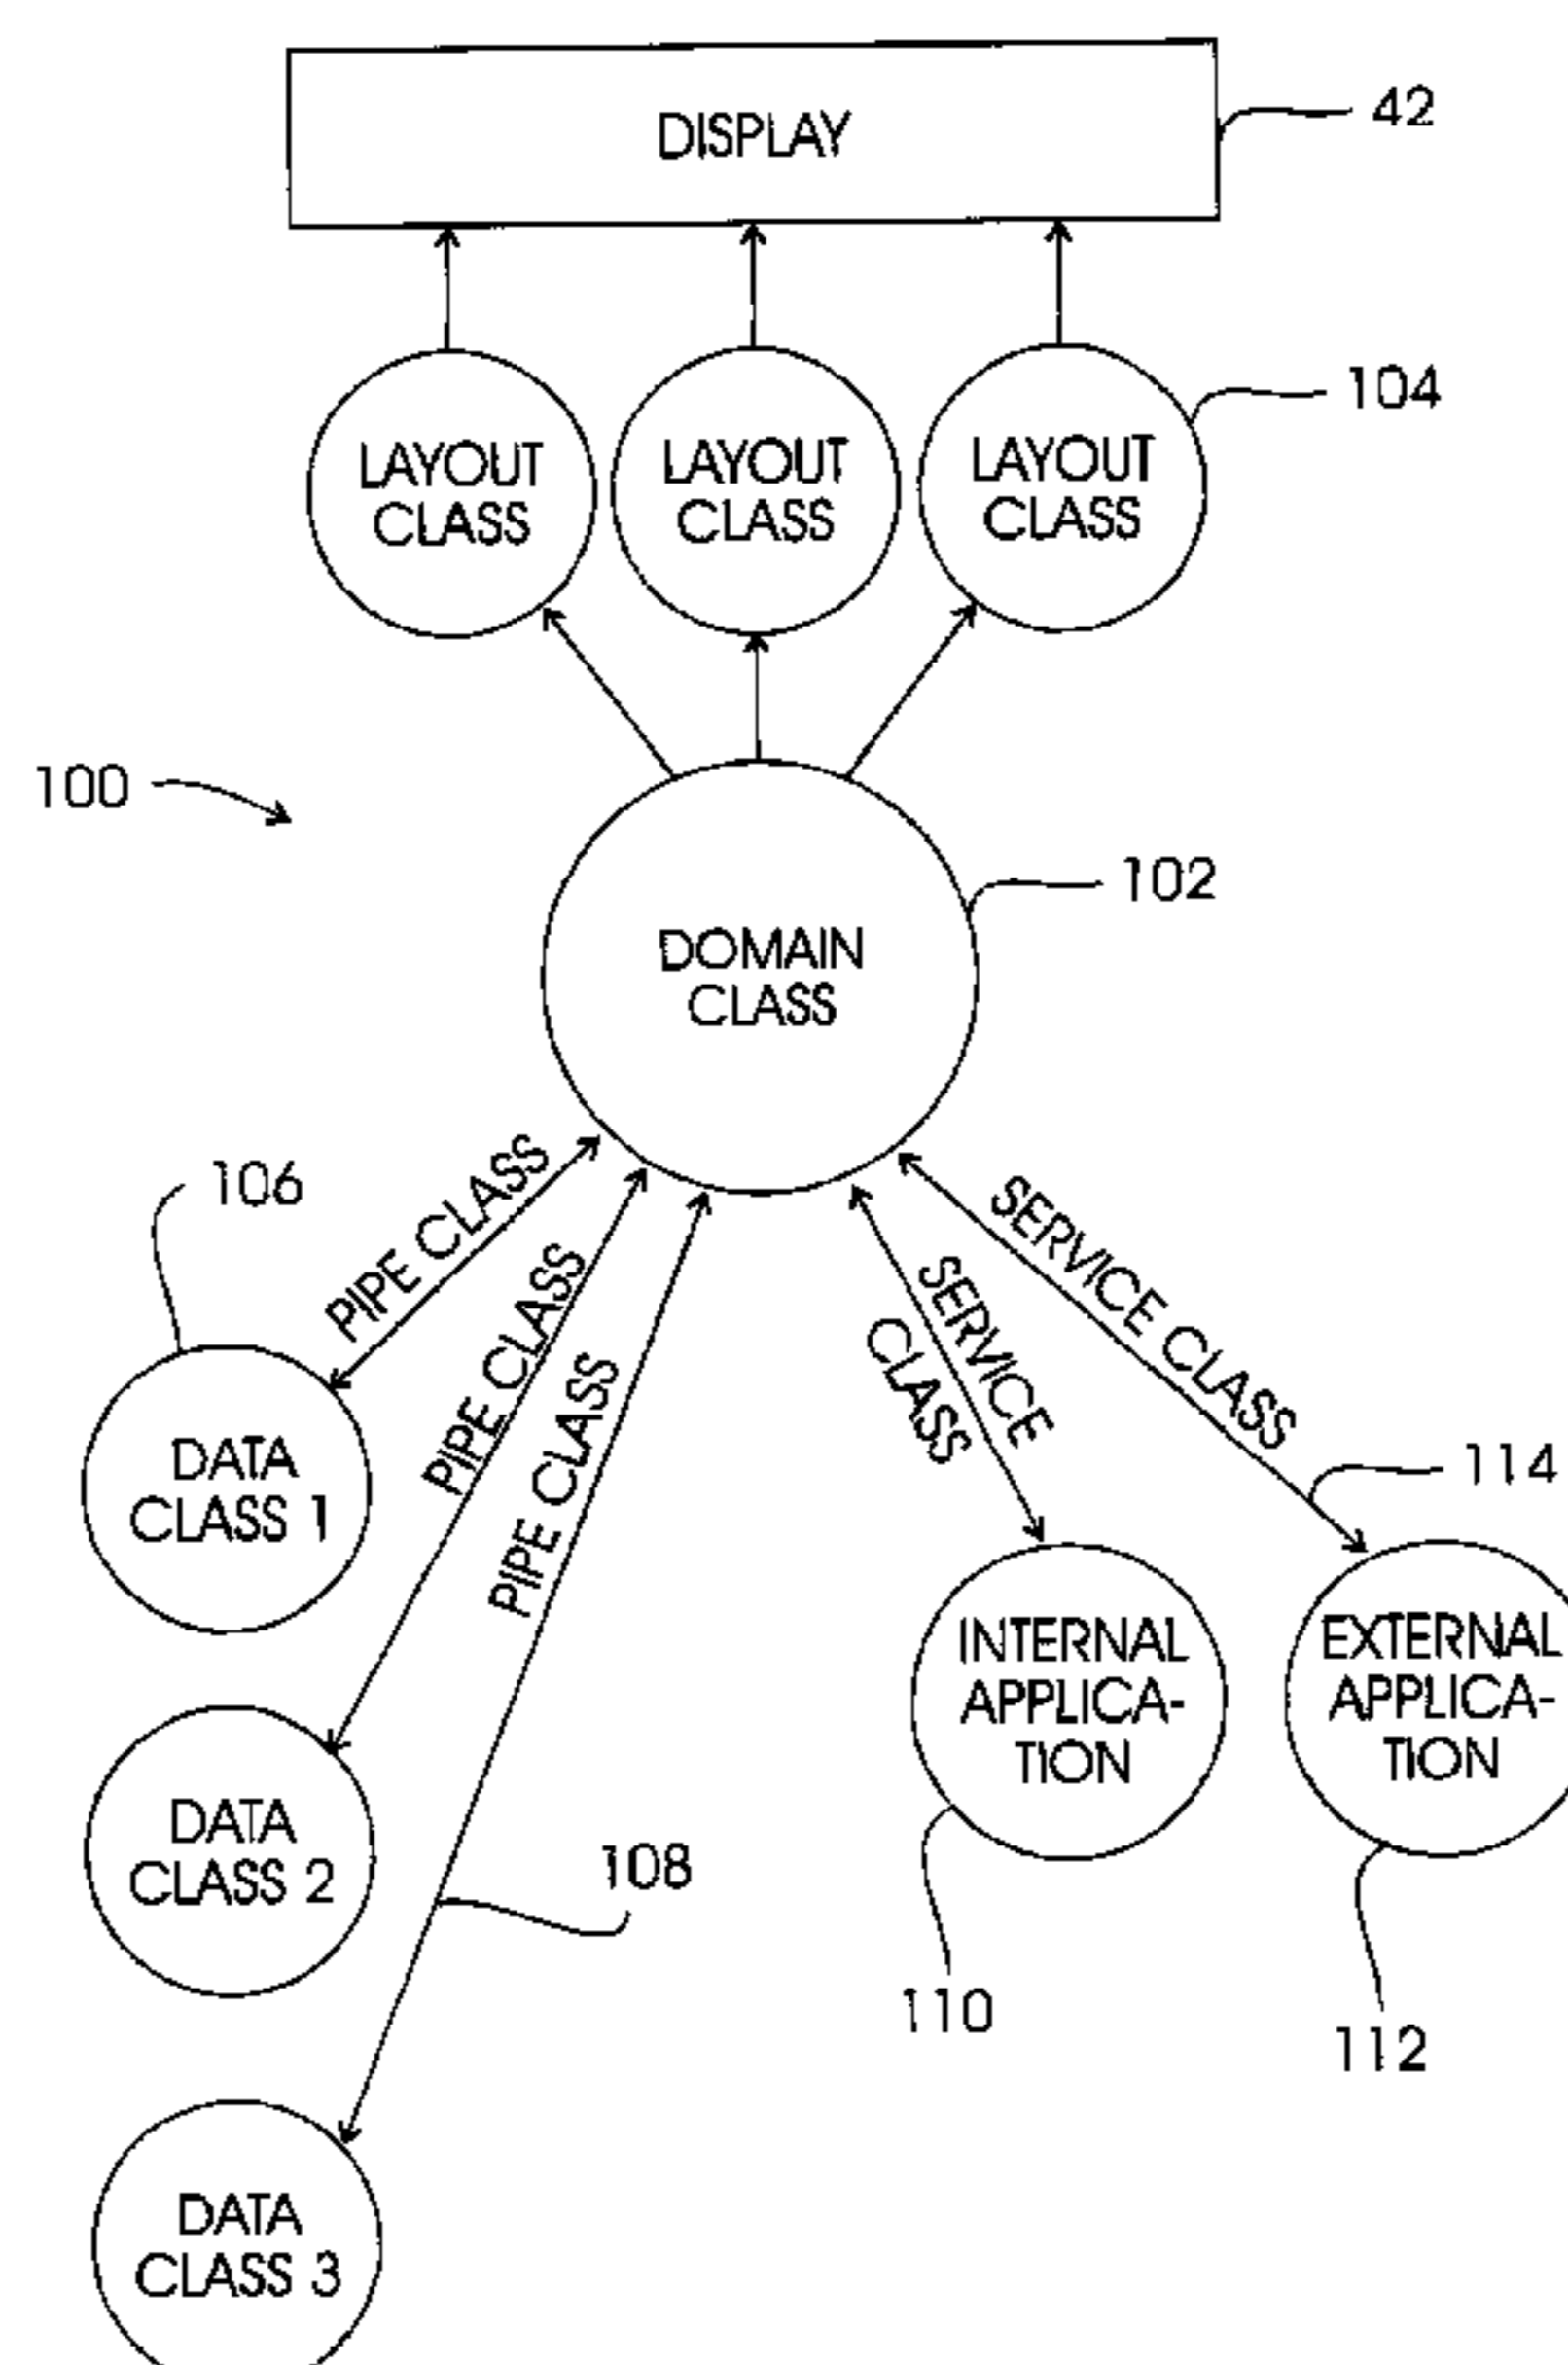 DISPLAY
42
LAYOUT
CLASS
LAYOUT
CLASS
LAYOUT
CLASS
104
100
102
DOMAIN
CLASS
106
PIPE CLASS
PIPE CLASS
PIPE CLASS
SERVICE
CLASS
SERVICE CLASS
114
DATA
CLASS 1
INTERNAL
APPLICA-
TION
EXTERNAL
APPLICA-
TION
DATA
CLASS 2
108
110
112
DATA
CLASS 3